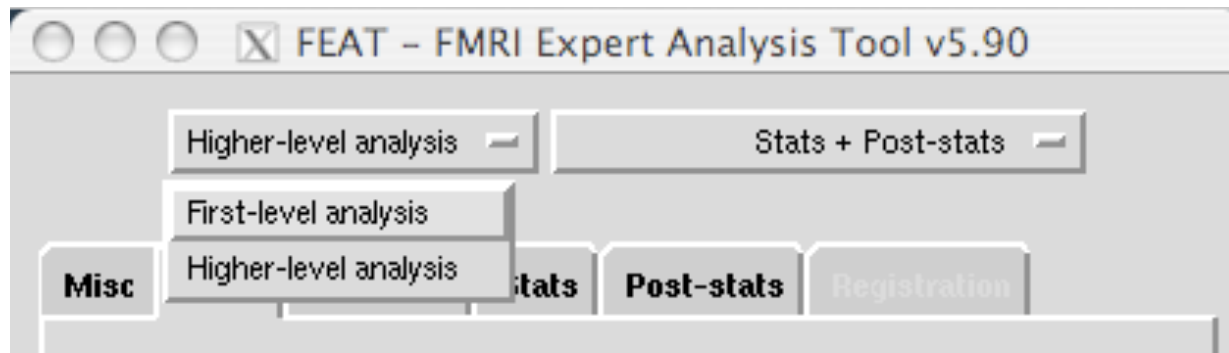 X FEAT – FMRI Expert Analysis Tool v5.90
Higher-level analysis Stats + Post-stats
First-level analysis
Higher-level analysis
Misc Stats Post-stats Registration